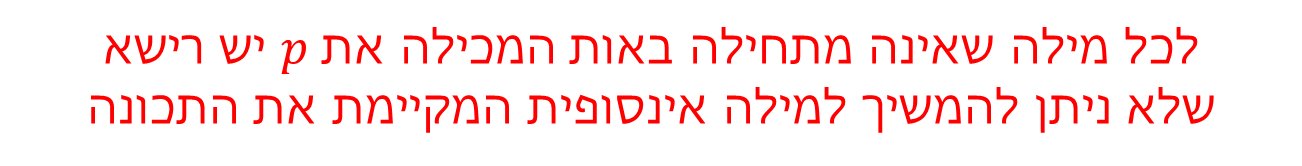 לכל מילה שאינה מתחילה באות המכילה את p יש רישא
שלא ניתן להמשיך למילה אינסופית המקיימת את התכונה